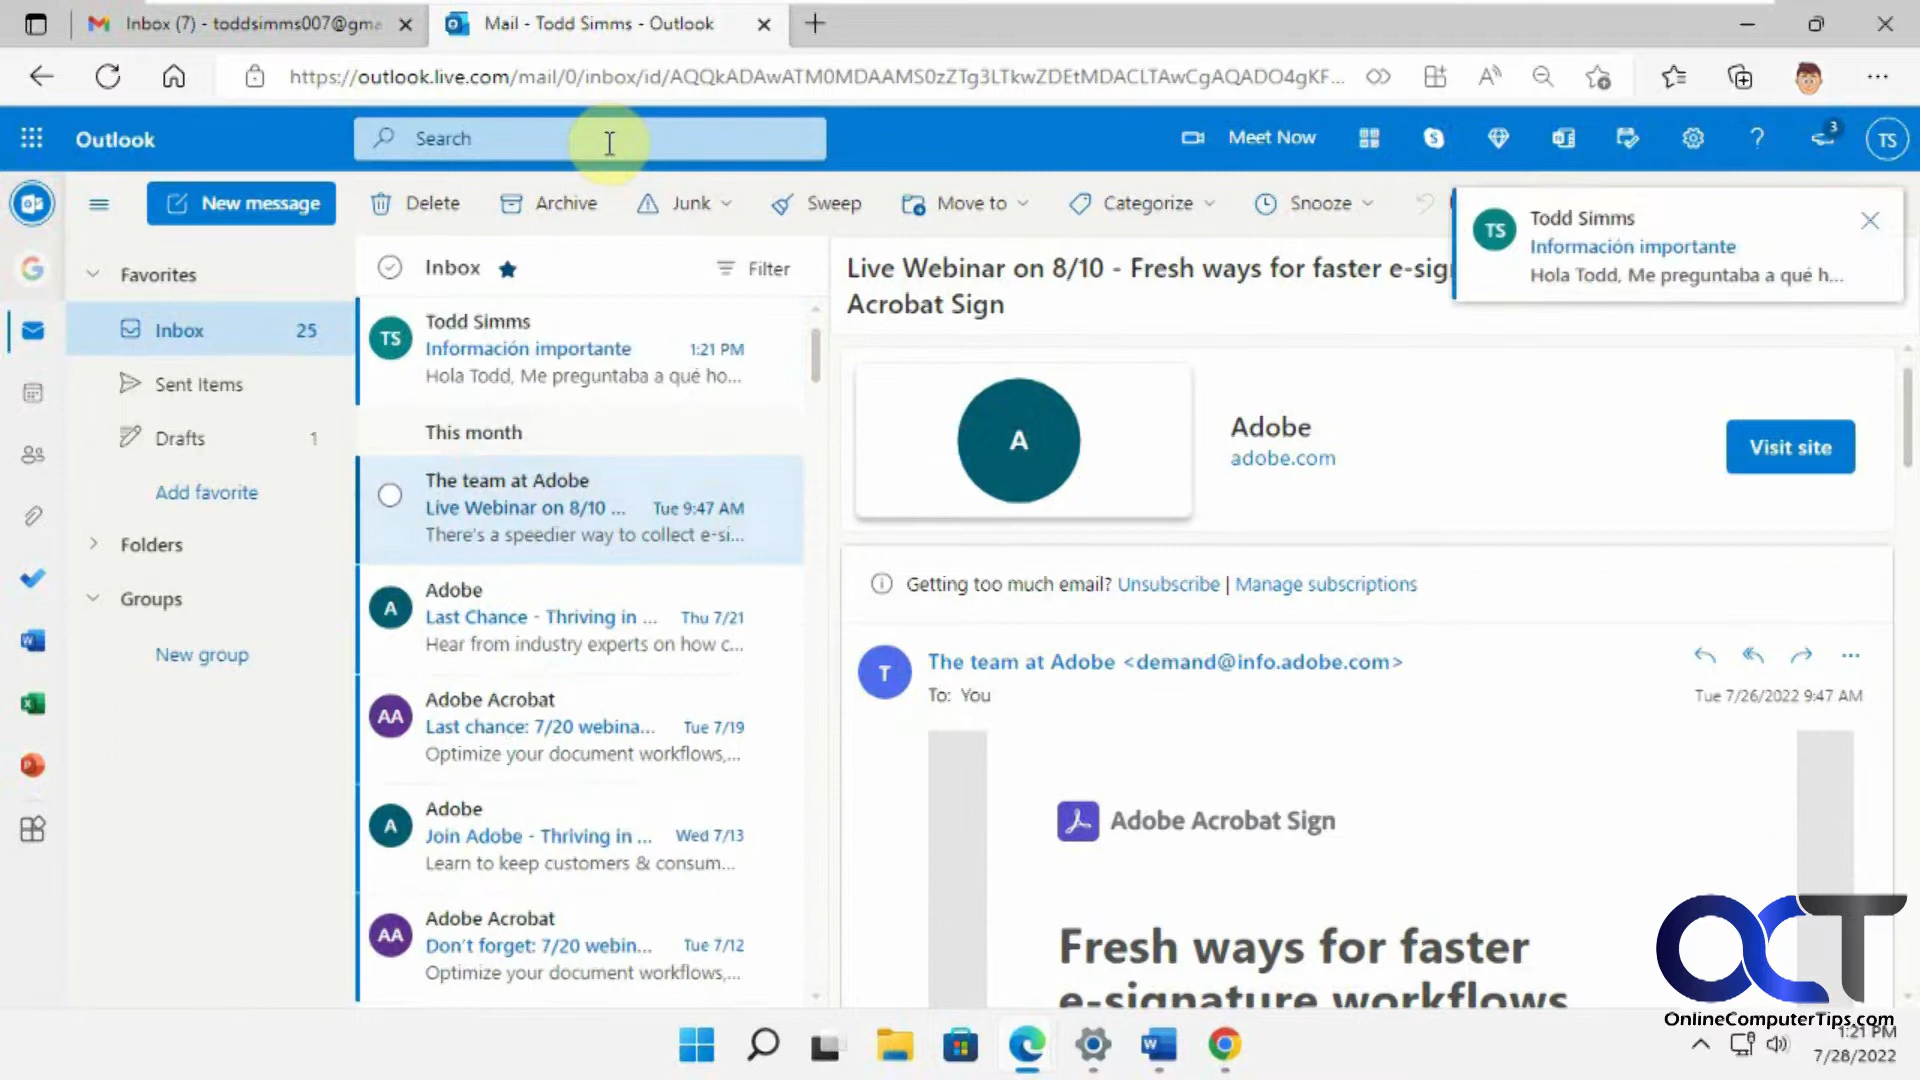 Inbox (7) - toddsimms007@gma
Mail - Todd Simms - Outlook
https://outlook.live.com/mail/0/inbox/id/AQQkADAwATM0MDAAMS0zZTg3LTkwZDEtMDACLTAwCgAQADO4gKF...
Outlook
Search
Meet Now
3
TS
New message
Delete
Archive
Junk
Sweep
Move to
Categorize
Snooze
TS
Todd Simms
Información importante
Hola Todd, Me preguntaba a qué h...
Favorites
Inbox 25
Sent Items
Drafts 1
Add favorite
Folders
Groups
New group
Inbox
Filter
TS
Todd Simms
Información importante 1:21 PM
Hola Todd, Me preguntaba a qué ho...
This month
The team at Adobe
Live Webinar on 8/10 ... Tue 9:47 AM
There's a speedier way to collect e-si...
A
Adobe
Last Chance - Thriving in ... Thu 7/21
Hear from industry experts on how c...
AA
Adobe Acrobat
Last chance: 7/20 webina... Tue 7/19
Optimize your document workflows,...
A
Adobe
Join Adobe - Thriving in ... Wed 7/13
Learn to keep customers & consum...
AA
Adobe Acrobat
Don't forget: 7/20 webin... Tue 7/12
Optimize your document workflows,...
Live Webinar on 8/10 - Fresh ways for faster e-sig
Acrobat Sign
A
Adobe
adobe.com
Visit site
Getting too much email? Unsubscribe | Manage subscriptions
T
The team at Adobe <demand@info.adobe.com>
To: You
Tue 7/26/2022 9:47 AM
Adobe Acrobat Sign
Fresh ways for faster
e-signature workflows
OCT
OnlineComputerTips.com
1:21 PM
7/28/2022